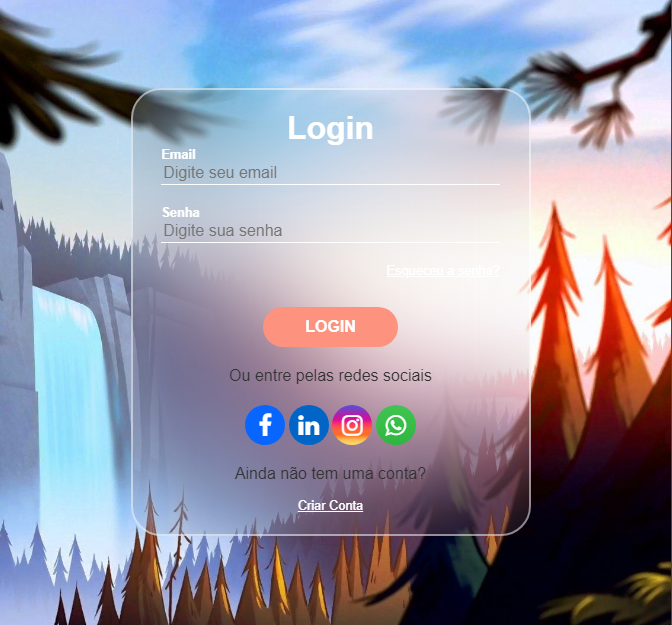 Login
Email
Digite seu email
Senha
Digite sua senha
Esqueceu a senha?
LOGIN
Ou entre pelas redes sociais
in
Ainda não tem uma conta?
Criar Conta